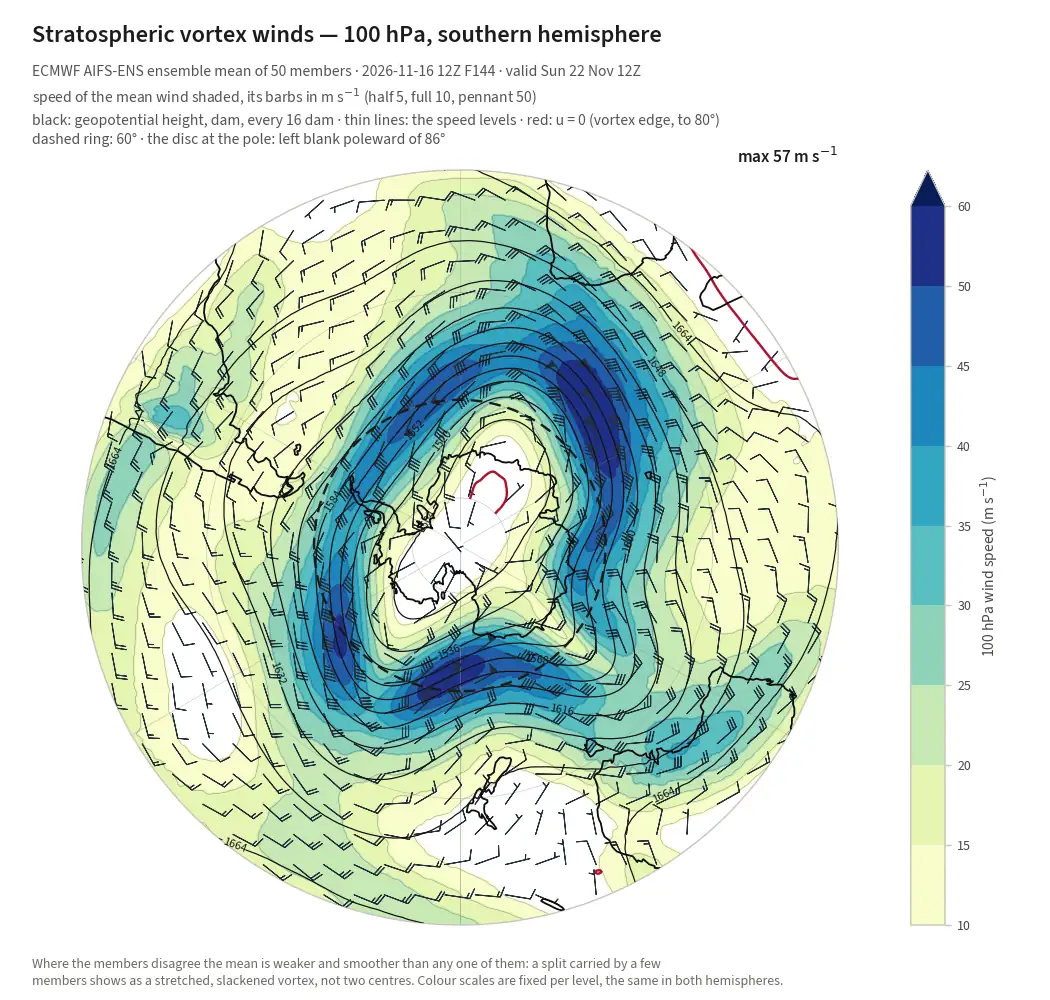 Stratospheric vortex winds — 100 hPa, southern hemisphere
ECMWF AIFS-ENS ensemble mean of 50 members · 2026-11-16 12Z F144 · valid Sun 22 Nov 12Z
speed of the mean wind shaded, its barbs in m s⁻¹ (half 5, full 10, pennant 50)
black: geopotential height, dam, every 16 dam · thin lines: the speed levels · red: u = 0 (vortex edge, to 80°)
dashed ring: 60° · the disc at the pole: left blank poleward of 86°
max 57 m s⁻¹
60
50
45
40
35
30
25
20
15
10
100 hPa wind speed (m s⁻¹)
1664
1648
1664
1584
1536
1616
1632
1664
1664
Where the members disagree the mean is weaker and smoother than any one of them: a split carried by a few
members shows as a stretched, slackened vortex, not two centres. Colour scales are fixed per level, the same in both hemispheres.